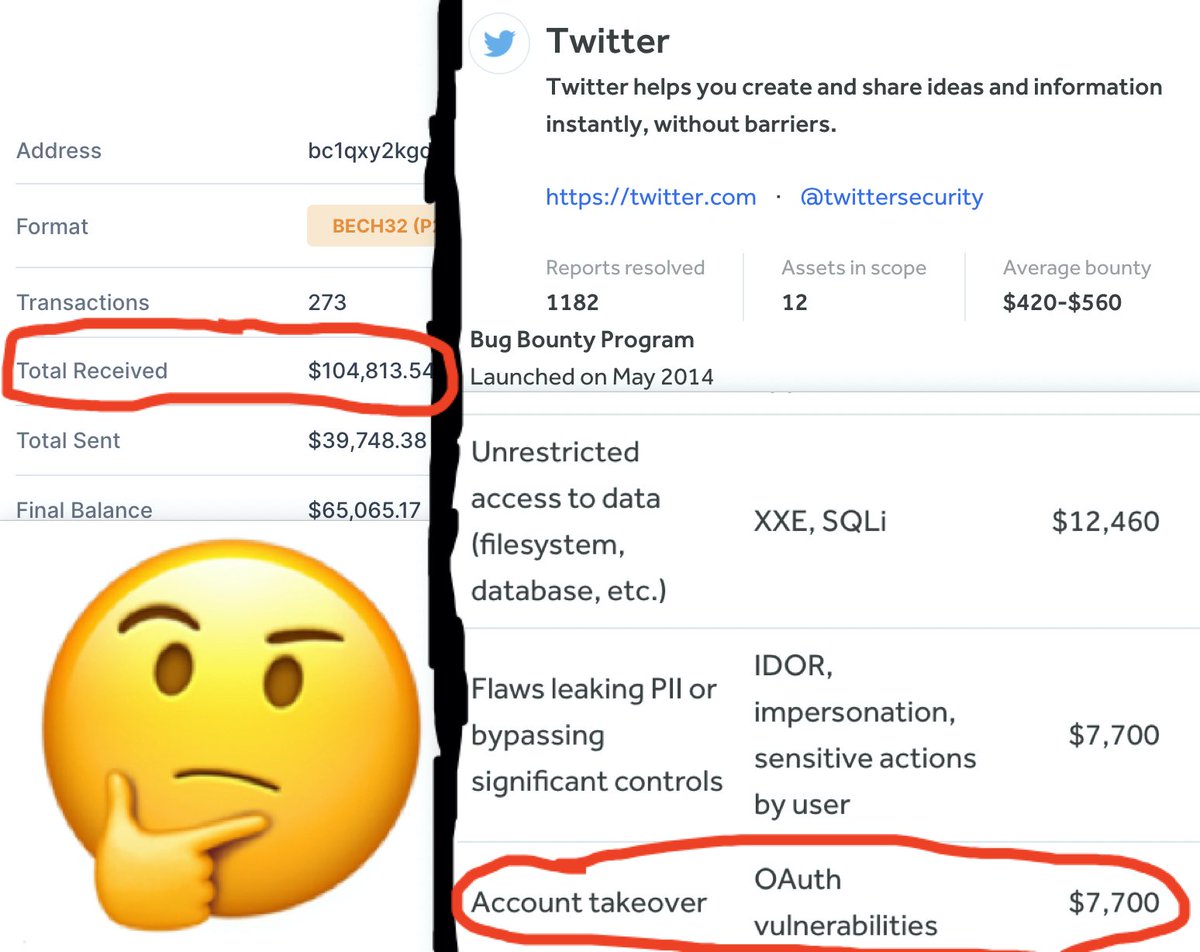 Address bc1qxy2kgd
Format BECH32 (P2
Transactions 273
Total Received $104,813.54
Total Sent $39,748.38
Final Balance $65,065.17
Twitter
Twitter helps you create and share ideas and information
instantly, without barriers.
https://twitter.com · @twittersecurity
Reports resolved Assets in scope Average bounty
1182 12 $420-$560
Bug Bounty Program
Launched on May 2014
Unrestricted
access to data
(filesystem,
database, etc.)
XXE, SQLi
$12,460
Flaws leaking PII or
bypassing
significant controls
IDOR,
impersonation,
sensitive actions
by user
$7,700
Account takeover
OAuth
vulnerabilities
$7,700